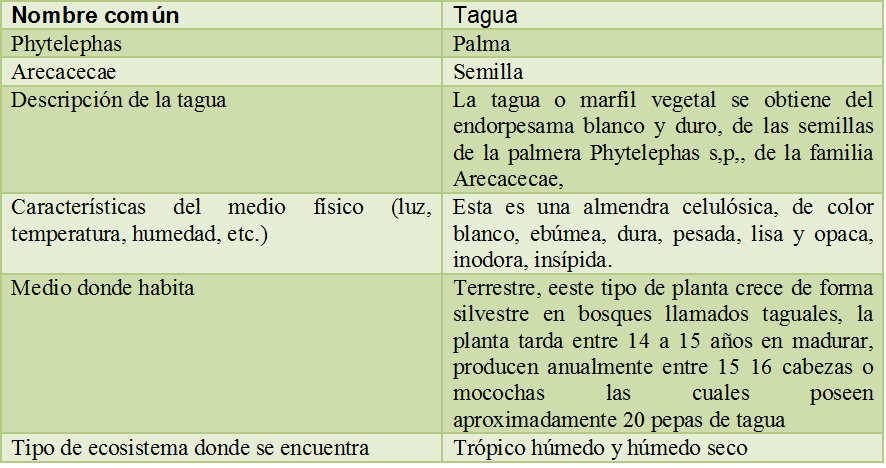 Nombre común
Tagua
Phytelephas
Palma
Arecacecae
Semilla
Descripción de la tagua
La tagua o marfil vegetal se obtiene del
endorpesama blanco y duro, de las semillas
de la palmera Phytelephas s,p,, de la familia
Arecacecae,
Características del medio físico (luz,
temperatura, humedad, etc.)
Esta es una almendra celulósica, de color
blanco, ebúmea, dura, pesada, lisa y opaca,
inodora, insípida.
Medio donde habita
Terrestre, eeste tipo de planta crece de forma
silvestre en bosques llamados taguales, la
planta tarda entre 14 a 15 años en madurar,
producen anualmente entre 15 16 cabezas o
mocochas las cuales poseen
aproximadamente 20 pepas de tagua
Tipo de ecosistema donde se encuentra
Trópico húmedo y húmedo seco